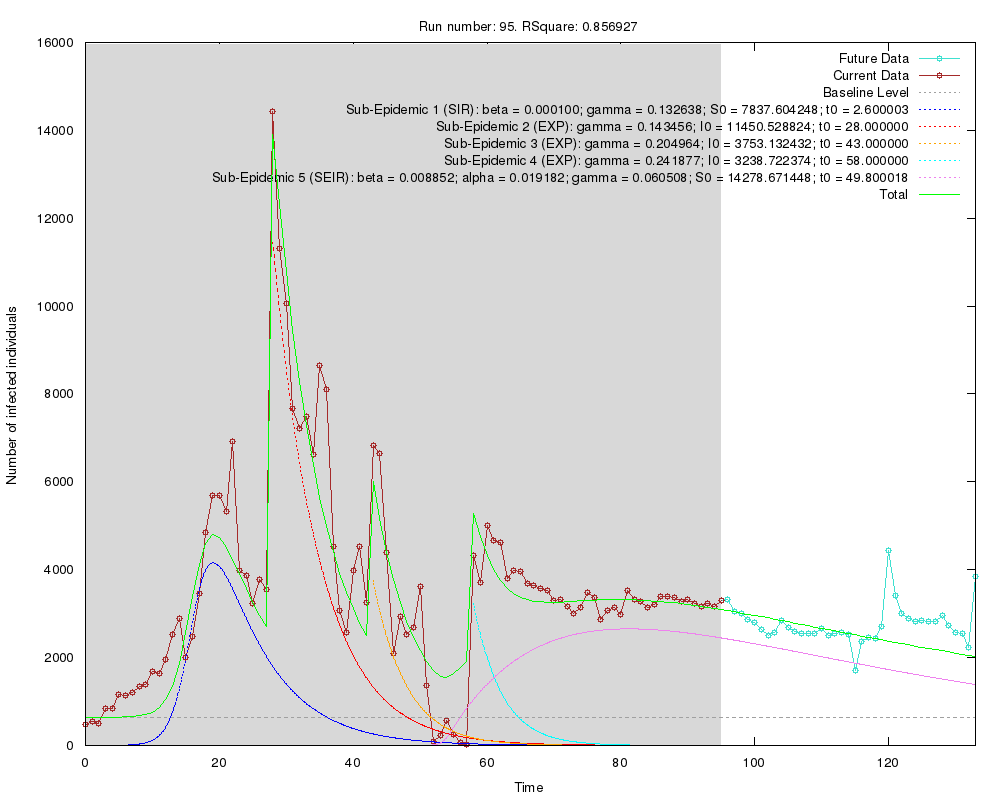 Run number: 95. RSquare: 0.856927
16000
14000
12000
10000
8000
6000
4000
2000
0
Number of infected individuals
Future Data
Current Data
Baseline Level
Sub-Epidemic 1 (SIR): beta = 0.000100; gamma = 0.132638; S0 = 7837.604248; t0 = 2.600003
Sub-Epidemic 2 (EXP): gamma = 0.143456; I0 = 11450.528824; t0 = 28.000000
Sub-Epidemic 3 (EXP): gamma = 0.204964; I0 = 3753.132432; t0 = 43.000000
Sub-Epidemic 4 (EXP): gamma = 0.241877; I0 = 3238.722374; t0 = 58.000000
Sub-Epidemic 5 (SEIR): beta = 0.008852; alpha = 0.019182; gamma = 0.060508; S0 = 14278.671448; t0 = 49.800018
Total
0 20 40 60 80 100 120
Time